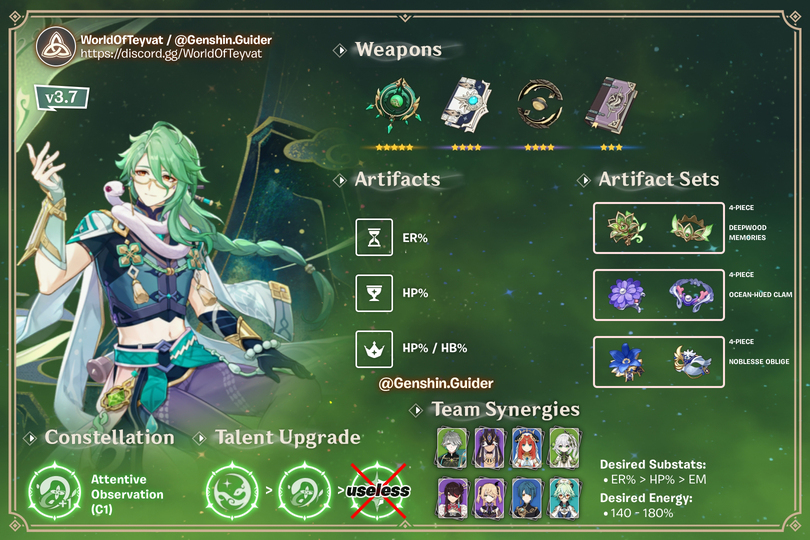 WorldOfTeyvat / @Genshin.Guider
https://discord.gg/WorldOfTeyvat
v3.7
Weapons
Artifacts
ER%
HP%
HP% / HB%
@Genshin.Guider
Artifact Sets
4-PIECE
DEEPWOOD
MEMORIES
4-PIECE
OCEAN-HUED CLAM
4-PIECE
NOBLESSE OBLIGE
Constellation
+1
Attentive
Observation
(C1)
Talent Upgrade
> > useless
Team Synergies
Desired Substats:
• ER% > HP% > EM
Desired Energy:
• 140 - 180%